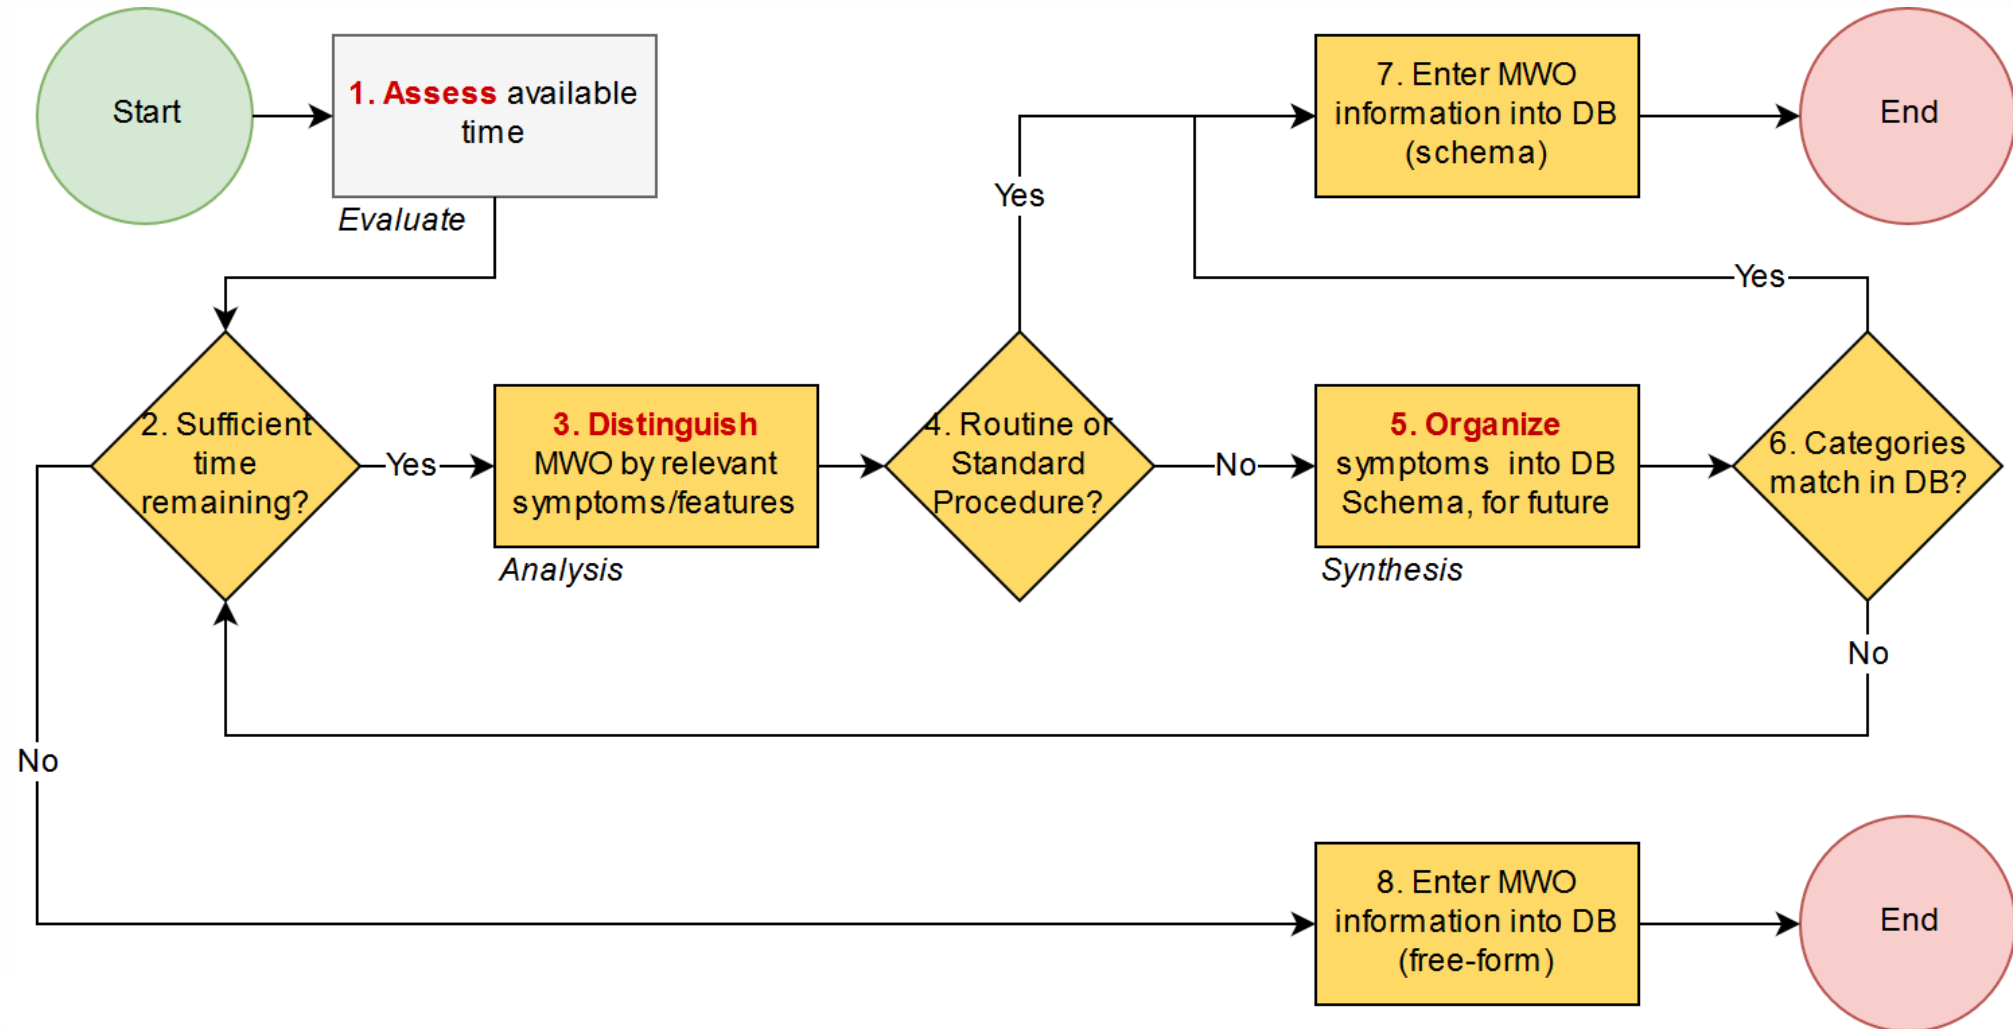 Start
1. Assess available
time
Evaluate
7. Enter MWO
information into DB
(schema)
End
Yes
Yes
2. Sufficient
time
remaining?
Yes
3. Distinguish
MWO by relevant
symptoms/features
Analysis
4. Routine or
Standard
Procedure?
No
5. Organize
symptoms into DB
Schema, for future
Synthesis
6. Categories
match in DB?
No
No
8. Enter MWO
information into DB
(free-form)
End